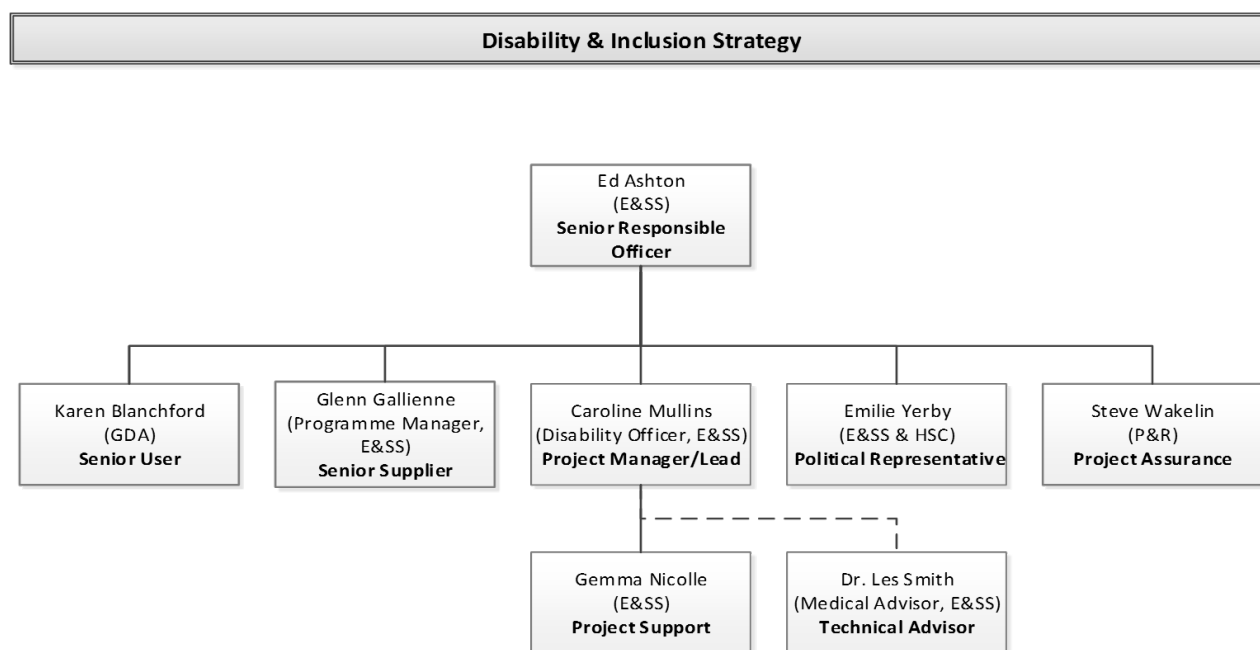 Disability & Inclusion Strategy
Ed Ashton
(E&SS)
Senior Responsible
Officer
Karen Blanchford
(GDA)
Senior User
Glenn Gallienne
(Programme Manager,
E&SS)
Senior Supplier
Caroline Mullins
(Disability Officer, E&SS)
Project Manager/Lead
Emilie Yerby
(E&SS & HSC)
Political Representative
Steve Wakelin
(P&R)
Project Assurance
Gemma Nicolle
(E&SS)
Project Support
Dr. Les Smith
(Medical Advisor, E&SS)
Technical Advisor